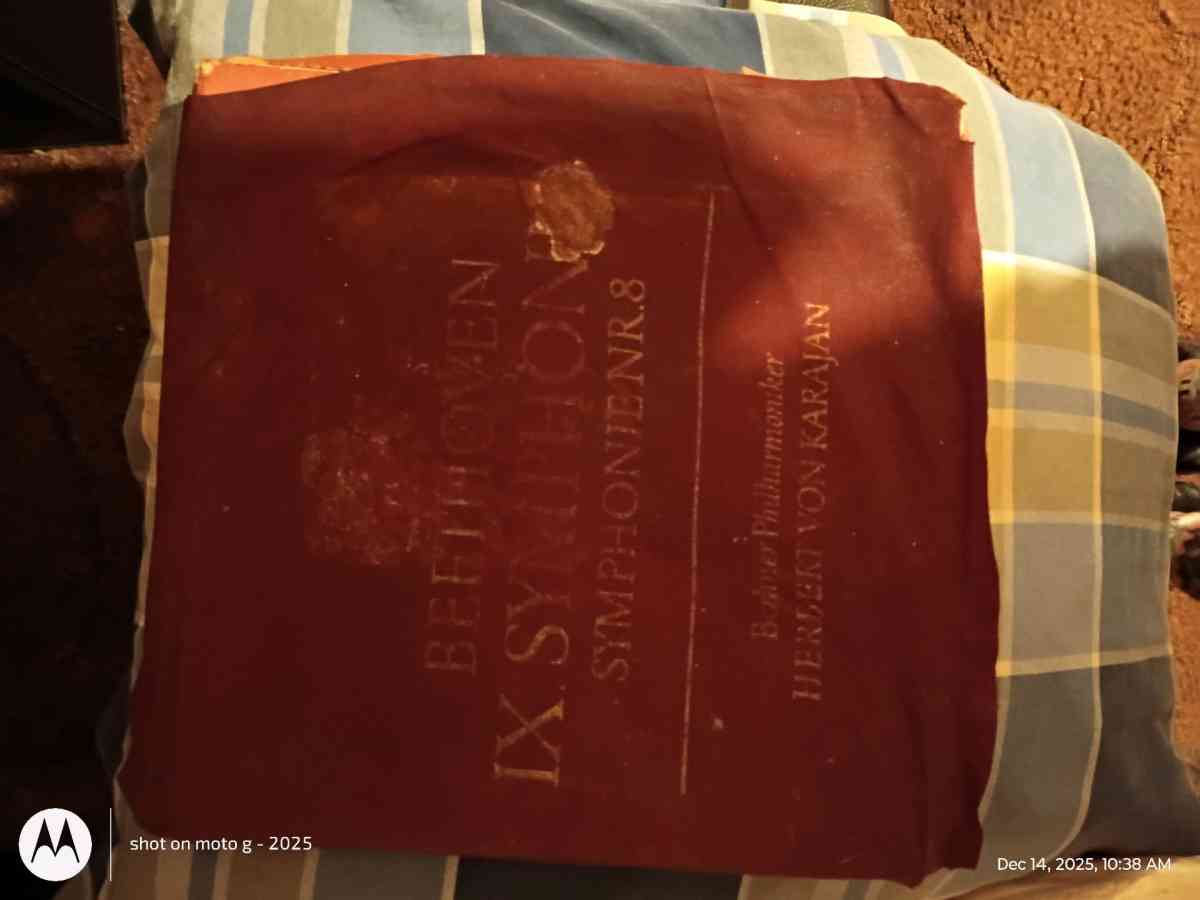 BEETHOVEN
IX. SYMPHONIE
SYMPHONIE NR.8
Berliner Philharmoniker
HERBERT VON KARAJAN
shot on moto g - 2025
Dec 14, 2025, 10:38 AM